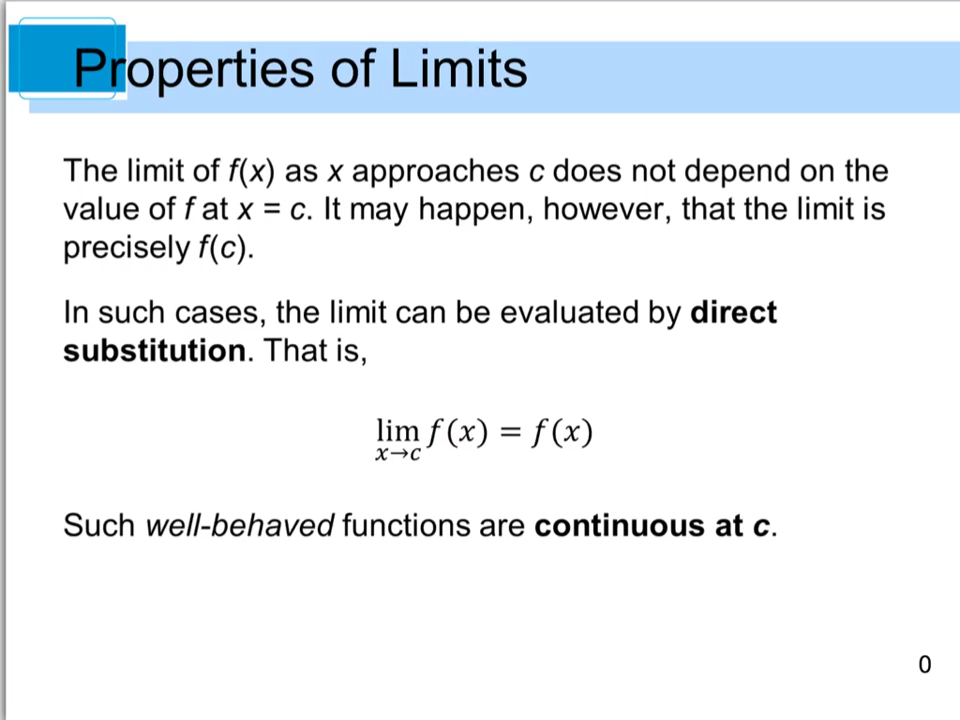 Properties of Limits
The limit of f(x) as x approaches c does not depend on the
value of f at x = c. It may happen, however, that the limit is
precisely f(c).
In such cases, the limit can be evaluated by direct
substitution. That is,
lim f(x) = f(x)
x→c
Such well-behaved functions are continuous at c.
0